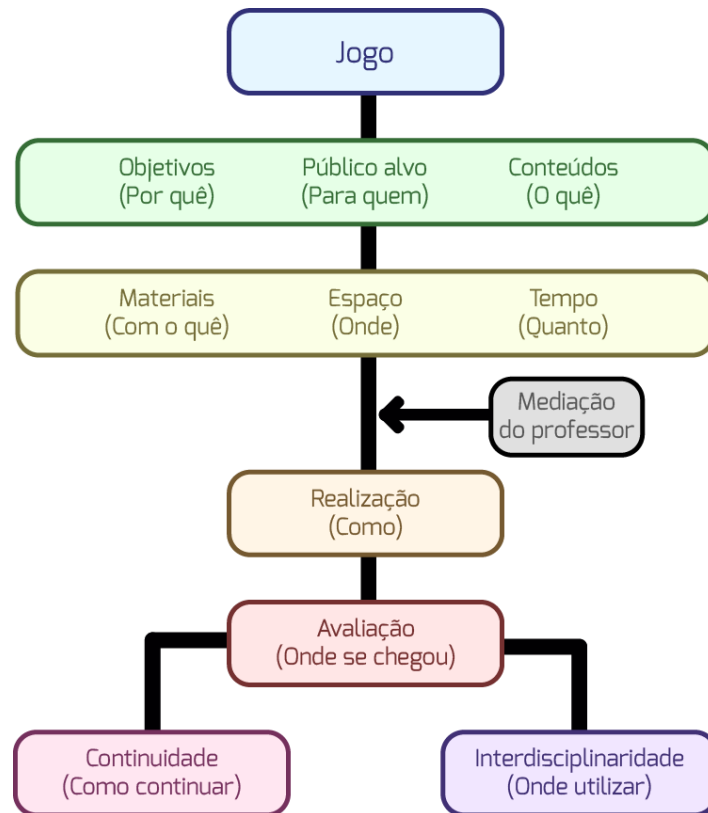 Jogo
Objetivos
(Por quê)
Público alvo
(Para quem)
Conteúdos
(O quê)
Materiais
(Com o quê)
Espaço
(Onde)
Tempo
(Quanto)
Mediação
do professor
Realização
(Como)
Avaliação
(Onde se chegou)
Continuidade
(Como continuar)
Interdisciplinaridade
(Onde utilizar)